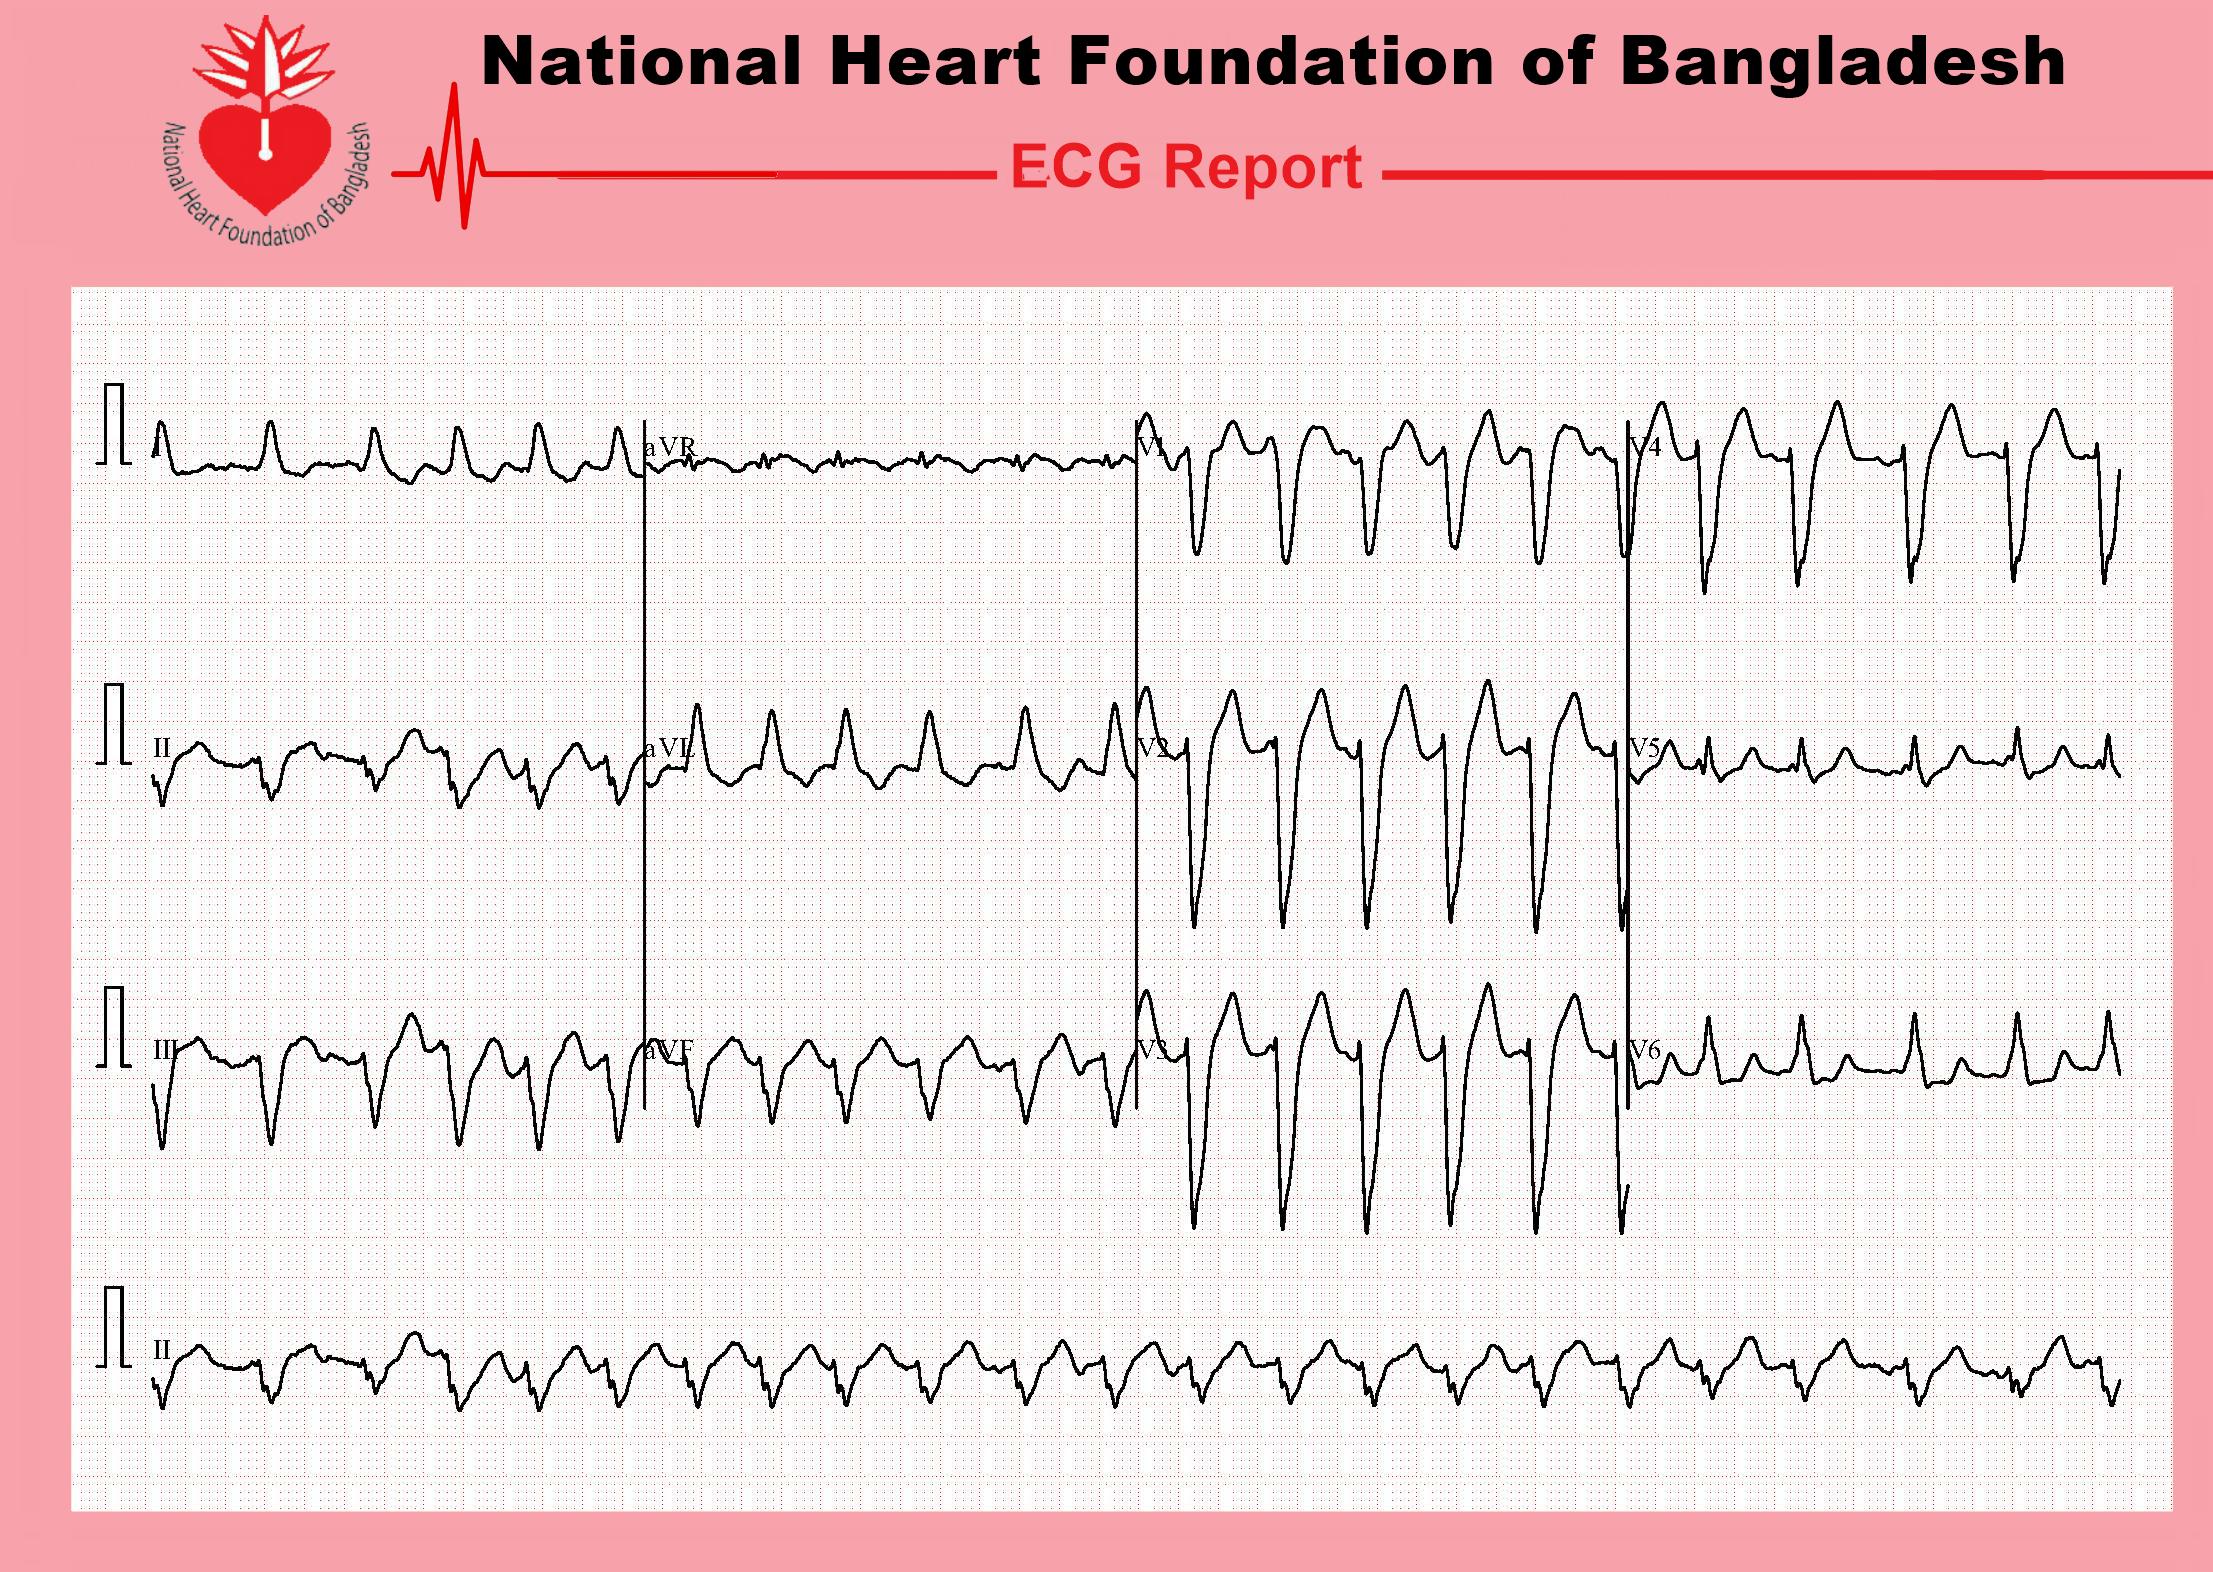 National Heart Foundation of Bangladesh
National Heart Foundation of Bangladesh
ECG Report
I
aVR
V1
V4
II
aVL
V2
V5
III
aVF
V3
V6
II